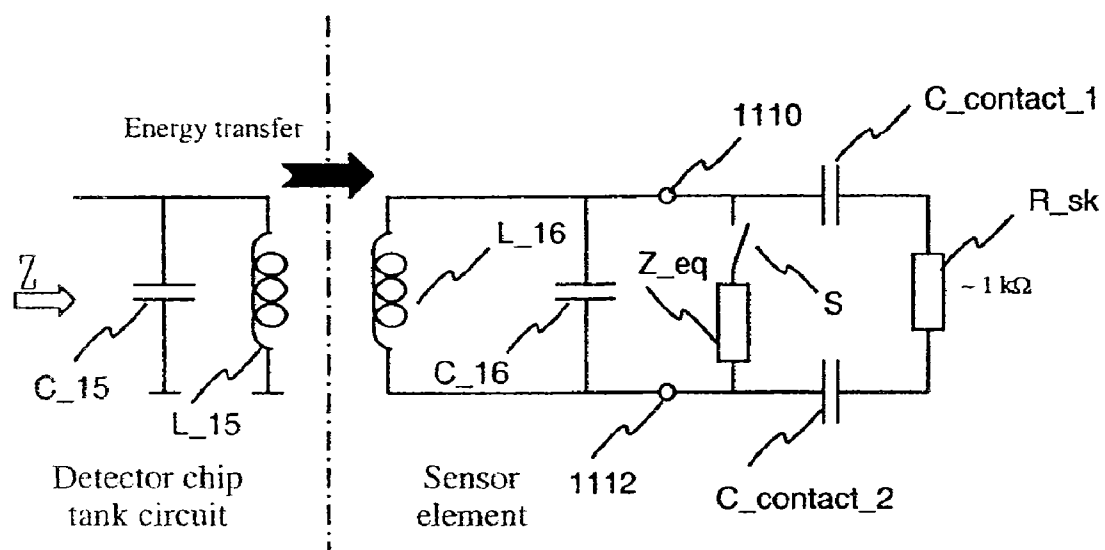 C_contact_1
1110
Energy transfer
R_sk
L_16
Z_eq
Z
~ 1 kΩ
S
C_15
C_16
L_15
1112
C_contact_2
Detector chip
tank circuit
Sensor
element